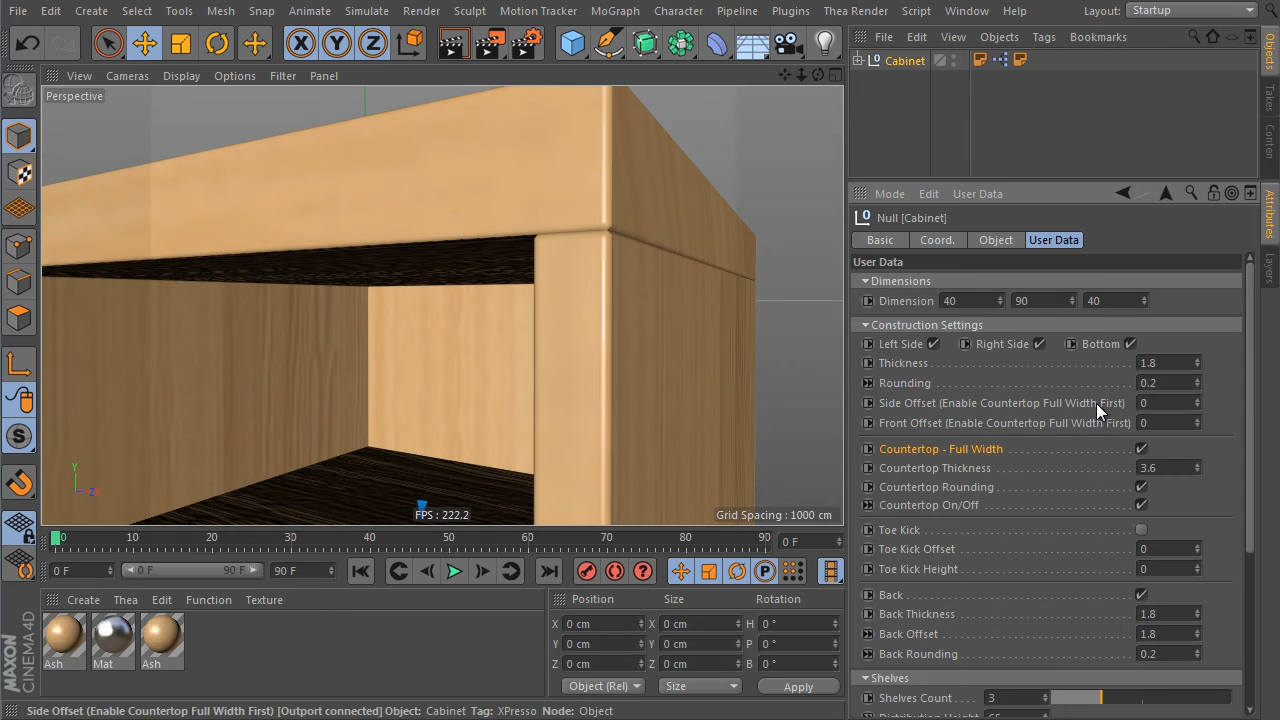 File Edit Create Select Tools Mesh Snap Animate Simulate Render Sculpt Motion Tracker MoGraph Character Pipeline Plugins Thea Render Script Window Help Layout: Startup
X Y Z
File Edit View Objects Tags Bookmarks
View Cameras Display Options Filter Panel
Cabinet
Perspective
Objects
Takes
Conten
Attributes
Layers
Mode Edit User Data
Null [Cabinet]
Basic Coord. Object User Data
User Data
Dimensions
Dimension 40 90 40
Construction Settings
Left Side Right Side Bottom
Thickness 1.8
Rounding 0.2
Side Offset (Enable Countertop Full Width First) 0
Front Offset (Enable Countertop Full Width First) 0
Countertop - Full Width
Countertop Thickness 3.6
Countertop Rounding
Countertop On/Off
Toe Kick
Toe Kick Offset 0
Toe Kick Height 0
Back
Back Thickness 1.8
Back Offset 1.8
Back Rounding 0.2
Shelves
Shelves Count 3
Y
FPS : 222.2
Grid Spacing : 1000 cm
0 10 20 30 40 50 60 70 80 90 0 F
0 F 0 F 90 F 90 F
P
Create Thea Edit Function Texture
Ash Mat Ash
Position Size Rotation
X 0 cm X 0 cm H 0 °
Y 0 cm Y 0 cm P 0 °
Z 0 cm Z 0 cm B 0 °
Object (Rel) Size Apply
MAXON CINEMA 4D
Side Offset (Enable Countertop Full Width First) [Outport connected] Object: Cabinet Tag: XPresso Node: Object